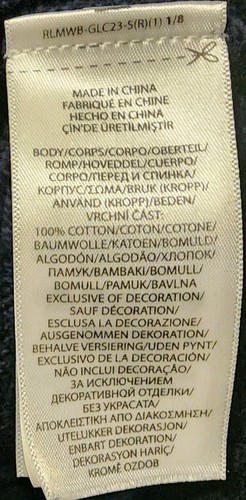 RLMWB-GLC23-S(R)(1) 1/8
MADE IN CHINA
FABRIQUÉ EN CHINE
HECHO EN CHINA
ÇİN'DE ÜRETİLMİŞTİR
BODY/CORPS/CORPO/OBERTEIL/
ROMP/HOVEDDEL/CUERPO/
CORPO/ПЕРЕД И СПИНКА/
КОРПУС/ΣΩΜΑ/BRUK (KROPP)/
ANVÄND (KROPP)/BEDEN/
VRCHNÍ ČÁST:
100% COTTON/COTON/COTONE/
BAUMWOLLE/KATOEN/BOMULD/
ALGODÓN/ALGODÃO/ХЛОПОК/
ПАМУК/ΒΑΜΒΑΚΙ/BOMULL/
BOMULL/PAMUK/BAVLNA
EXCLUSIVE OF DECORATION/
SAUF DÉCORATION/
ESCLUSA LA DECORAZIONE/
AUSGENOMMEN DEKORATION/
BEHALVE VERSIERING/UDEN PYNT/
EXCLUSIVO DE LA DECORACIÓN/
NÃO INCLUI DECORAÇÃO/
ЗА ИСКЛЮЧЕНИЕМ
ДЕКОРАТИВНОЙ ОТДЕЛКИ/
БЕЗ УКРАСАТА/
ΑΠΟΚΛΕΙΣΤΙΚΗ ΑΠΟ ΔΙΑΚΟΣΜΗΣΗ/
UTELUKKER DEKORASJON/
ENBART DEKORATION/
DEKORASYON HARİÇ/
KROMĚ OZDOB